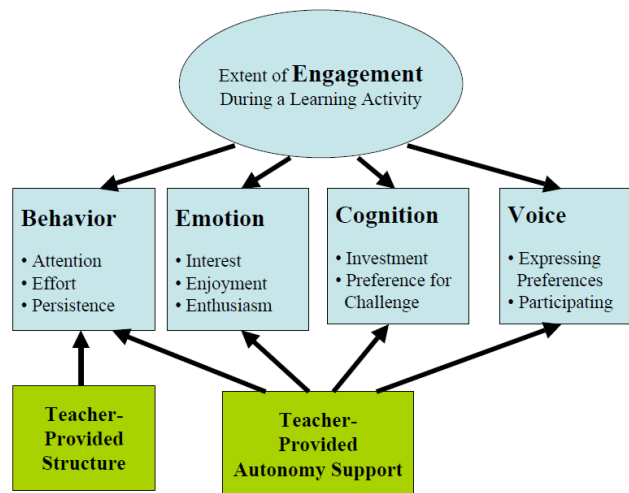 Extent of Engagement
During a Learning Activity
Behavior
• Attention
• Effort
• Persistence
Emotion
• Interest
• Enjoyment
• Enthusiasm
Cognition
• Investment
• Preference for
Challenge
Voice
• Expressing
Preferences
• Participating
Teacher-
Provided
Structure
Teacher-
Provided
Autonomy Support